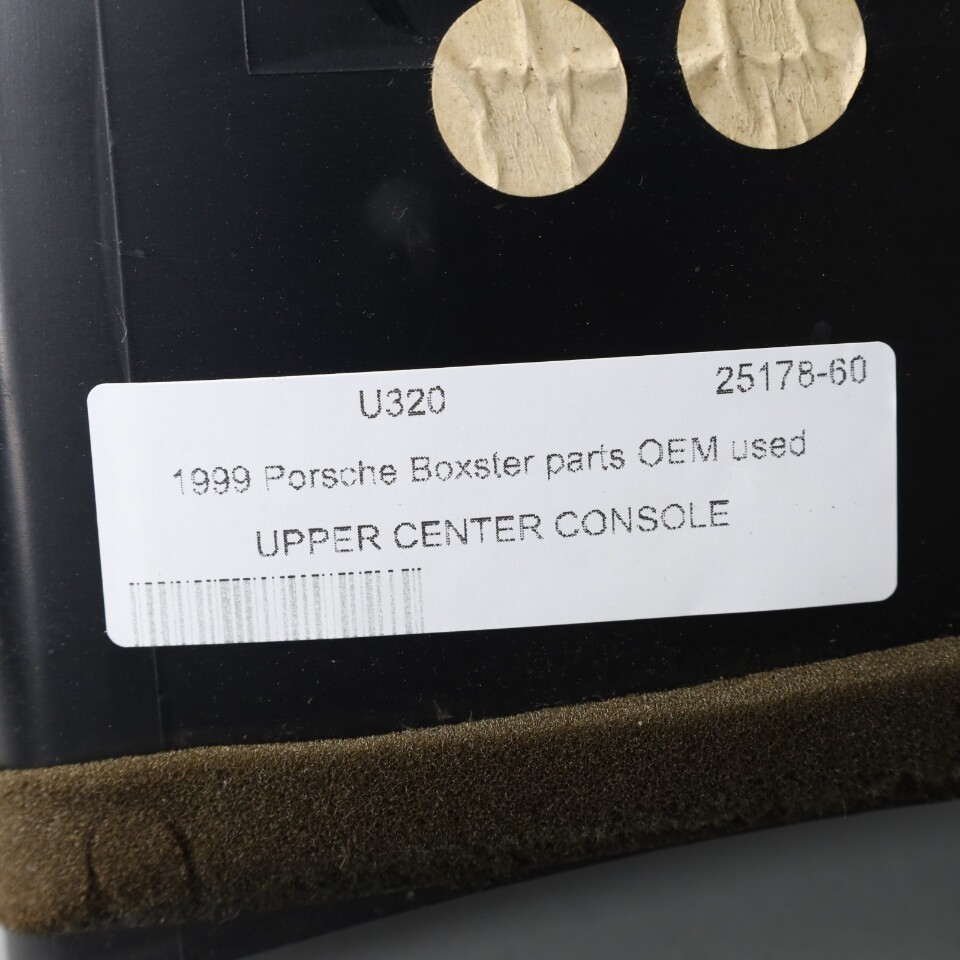 U320 25178-60
1999 Porsche Boxster parts OEM used
UPPER CENTER CONSOLE